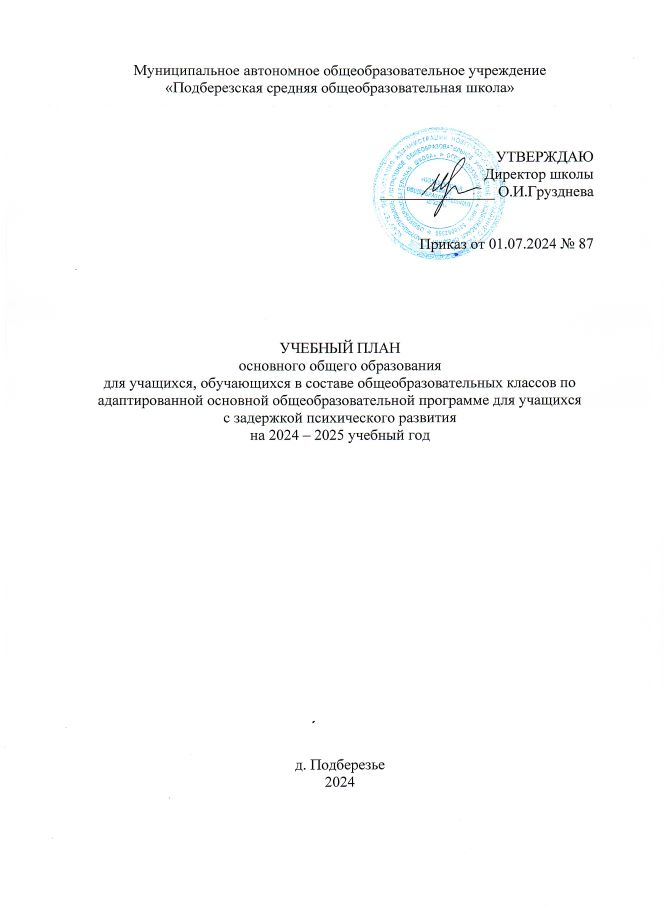 Муниципальное автономное общеобразовательное учреждение
«Подберезская средняя общеобразовательная школа»
УТВЕРЖДАЮ
Директор школы
О.И.Грузднева
Приказ от 01.07.2024 № 87
УЧЕБНЫЙ ПЛАН
основного общего образования
для учащихся, обучающихся в составе общеобразовательных классов по
адаптированной основной общеобразовательной программе для учащихся
с задержкой психического развития
на 2024 – 2025 учебный год
д. Подберезье
2024